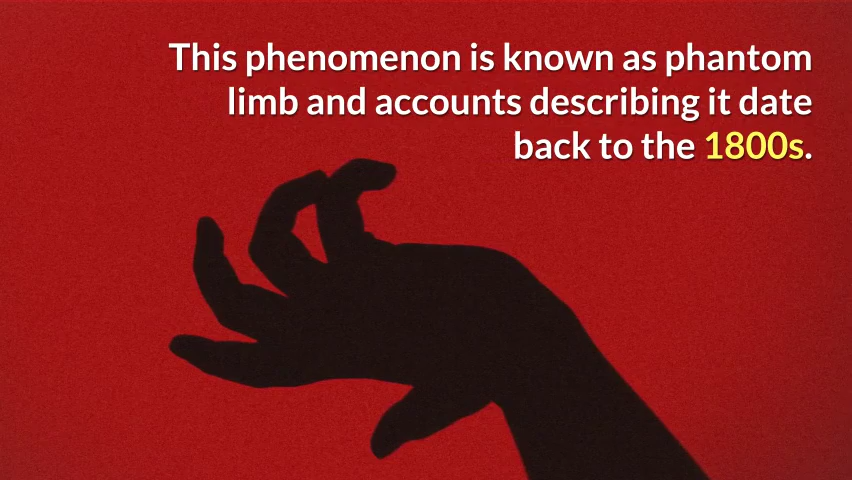 This phenomenon is known as phantom
limb and accounts describing it date
back to the 1800s.